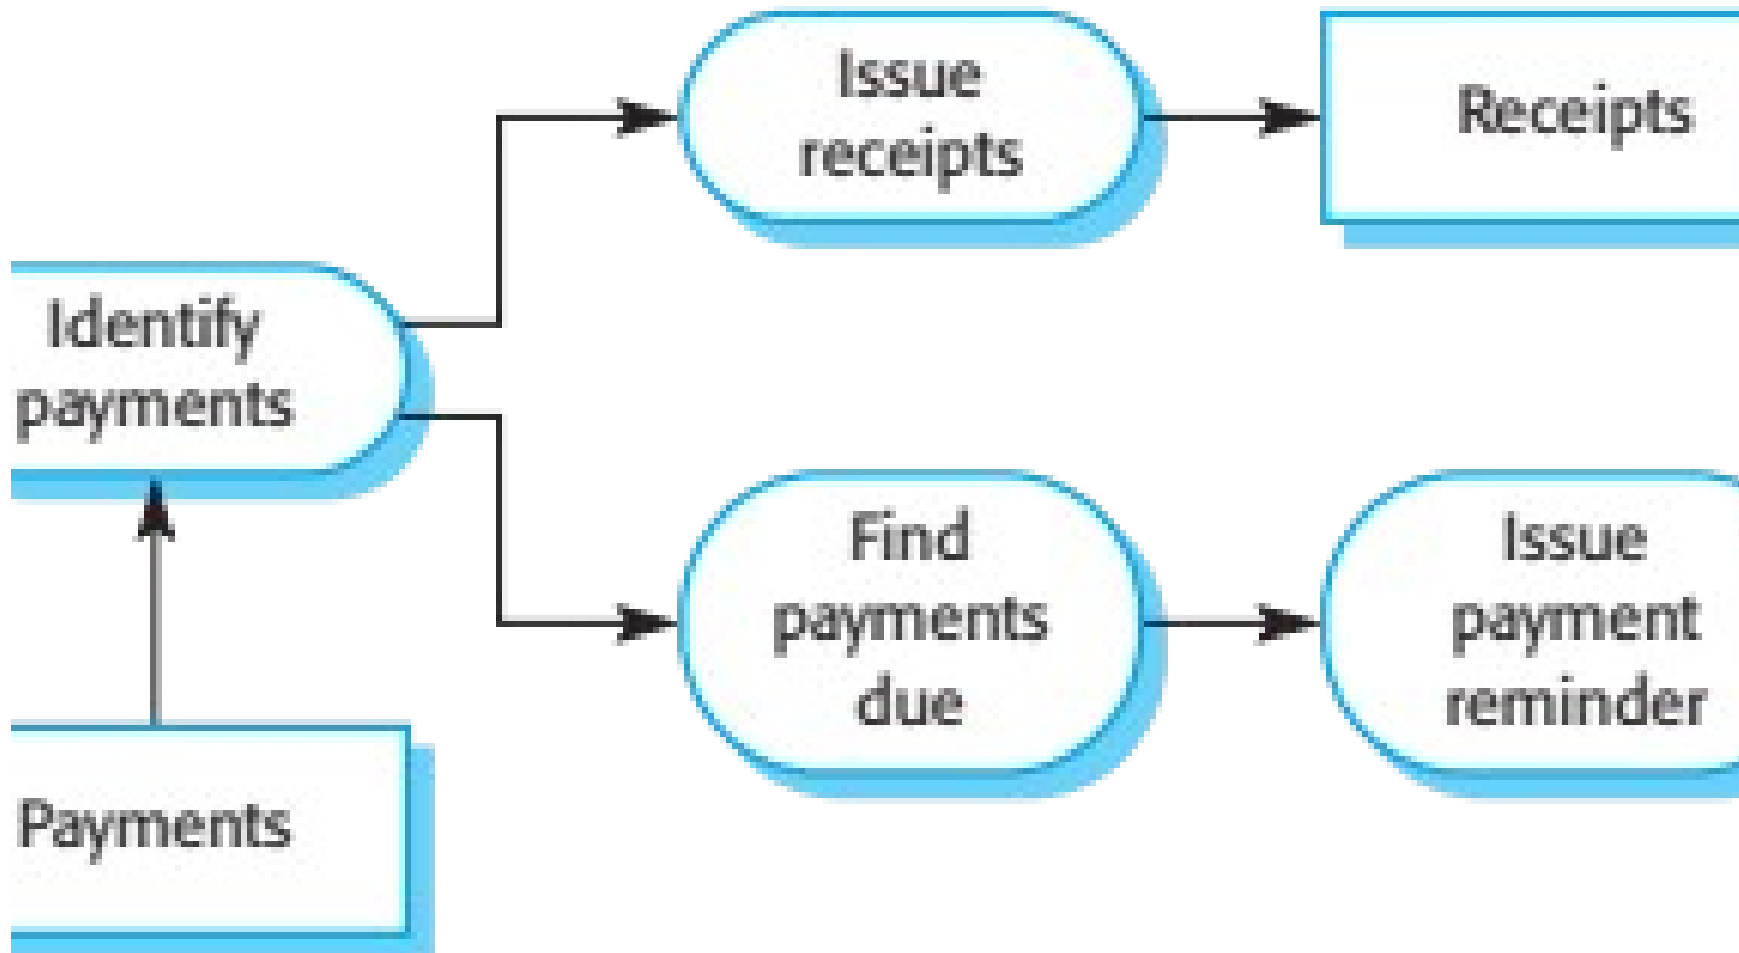 Issue
receipts
Receipts
Identify
payments
Find
payments
due
Issue
payment
reminder
Payments